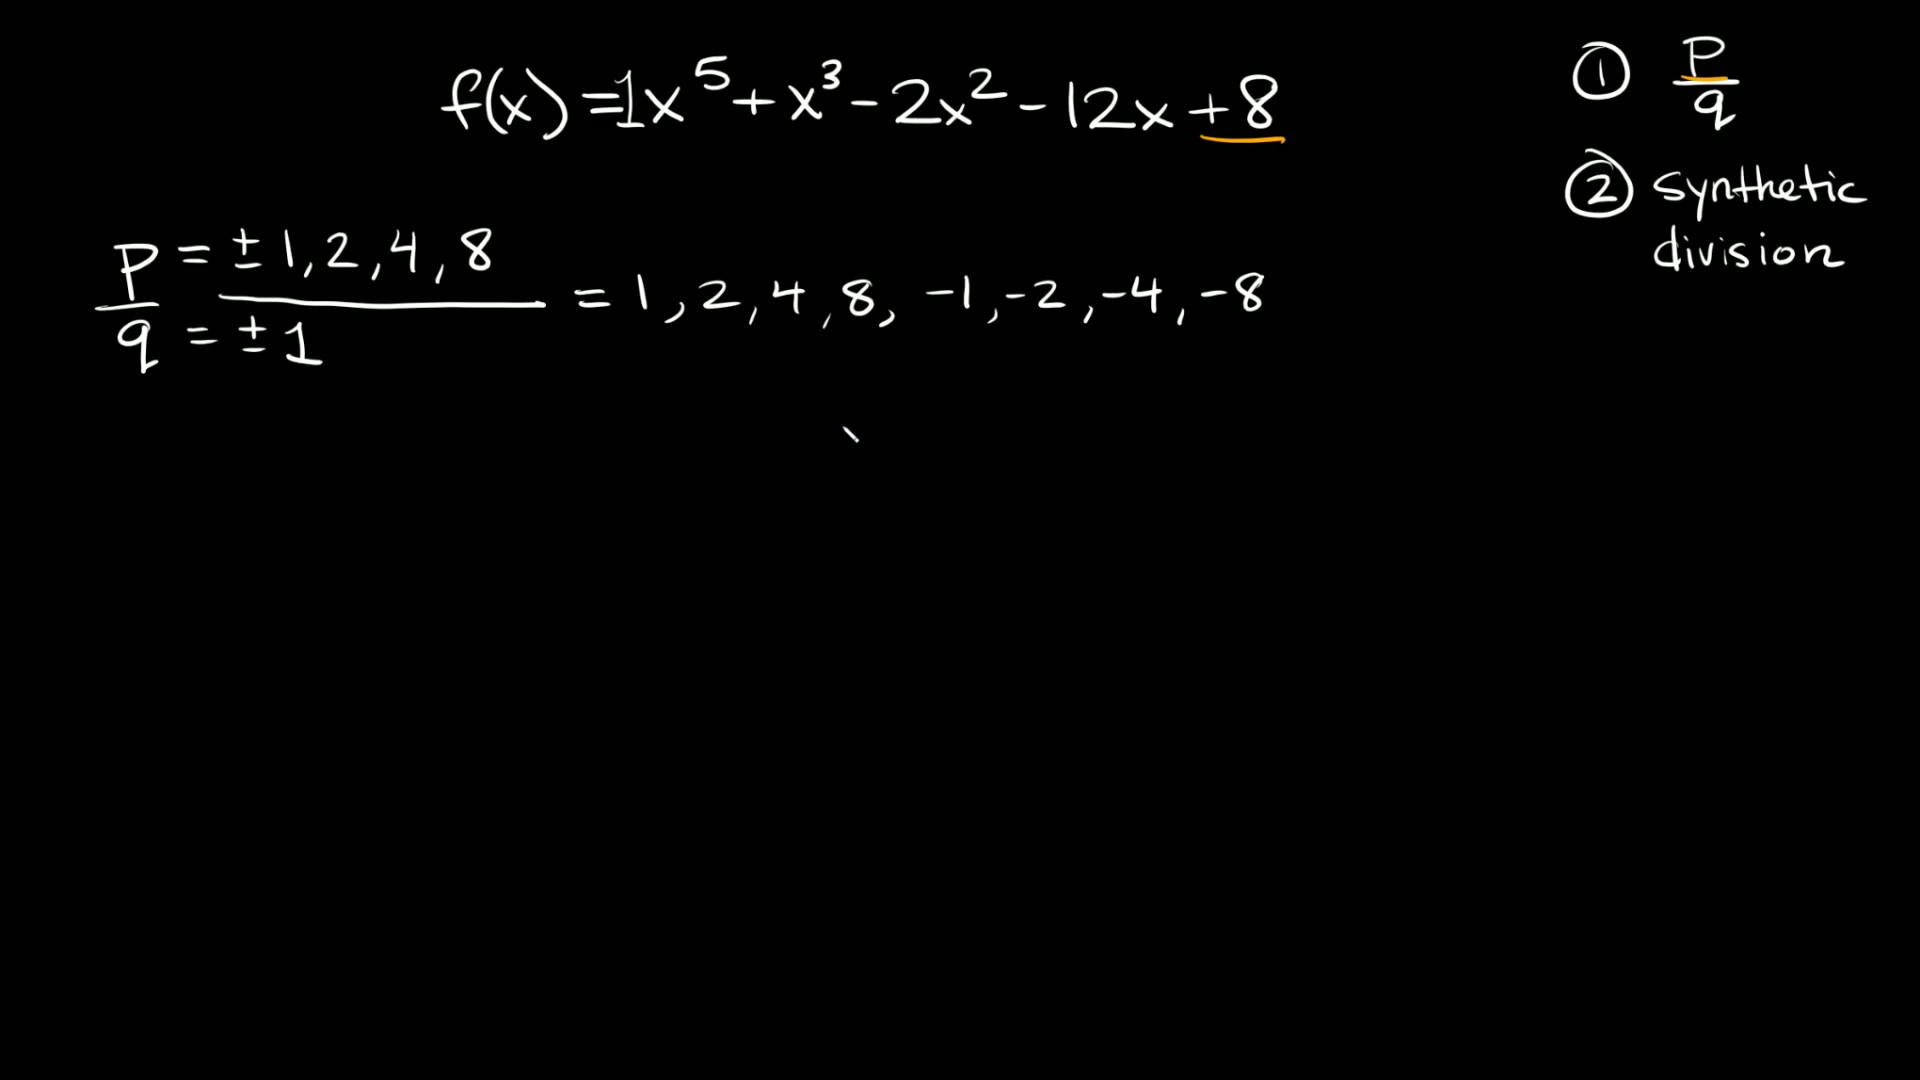 f(x) = 1x⁵ + x³ - 2x² - 12x + 8
① p/q
② synthetic
division
p = ± 1, 2, 4, 8
q = ± 1
= 1, 2, 4, 8, -1, -2, -4, -8